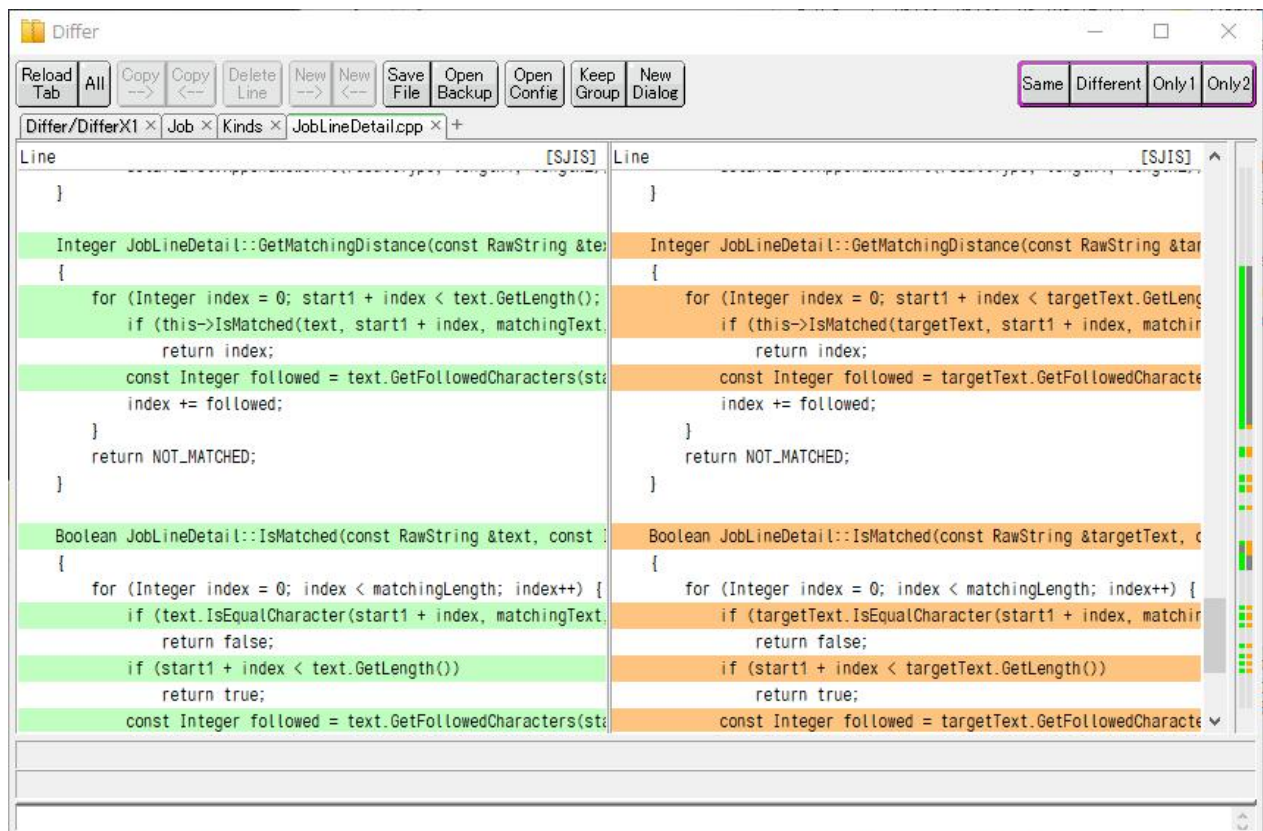 Differ
Reload Tab All Copy --> Copy <-- Delete Line New --> New <-- Save File Open Backup Open Config Keep Group New Dialog Same Different Only1 Only2
Differ/DifferX1 × Job × Kinds × JobLineDetail.cpp × +
Line [SJIS]
}
Integer JobLineDetail::GetMatchingDistance(const RawString &te
{
for (Integer index = 0; start1 + index < text.GetLength();
if (this->IsMatched(text, start1 + index, matchingText,
return index;
const Integer followed = text.GetFollowedCharacters(sta
index += followed;
}
return NOT_MATCHED;
}
Boolean JobLineDetail::IsMatched(const RawString &text, const
{
for (Integer index = 0; index < matchingLength; index++) {
if (text.IsEqualCharacter(start1 + index, matchingText,
return false;
if (start1 + index < text.GetLength())
return true;
const Integer followed = text.GetFollowedCharacters(sta
Line [SJIS]
}
Integer JobLineDetail::GetMatchingDistance(const RawString &tar
{
for (Integer index = 0; start1 + index < targetText.GetLeng
if (this->IsMatched(targetText, start1 + index, matchin
return index;
const Integer followed = targetText.GetFollowedCharacte
index += followed;
}
return NOT_MATCHED;
}
Boolean JobLineDetail::IsMatched(const RawString &targetText, c
{
for (Integer index = 0; index < matchingLength; index++) {
if (targetText.IsEqualCharacter(start1 + index, matchin
return false;
if (start1 + index < targetText.GetLength())
return true;
const Integer followed = targetText.GetFollowedCharacte